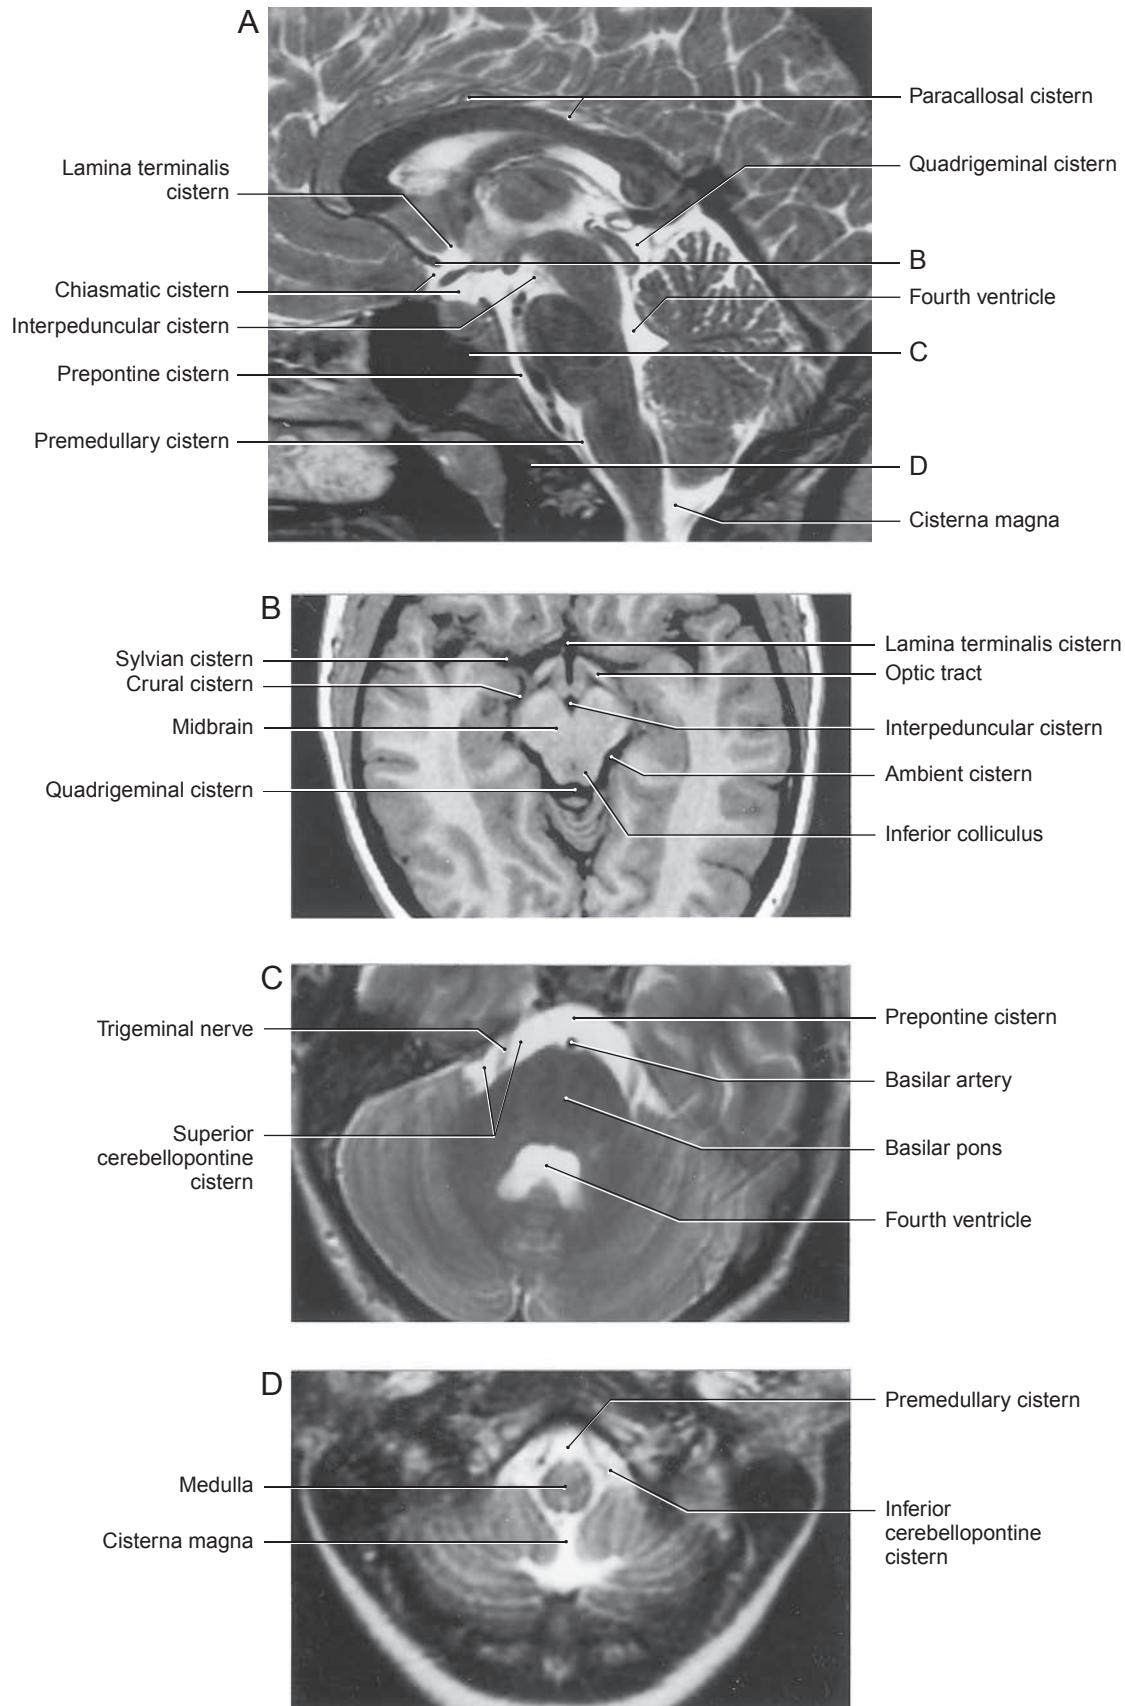 A
Paracallosal cistern
Lamina terminalis
cistern
Quadrigeminal cistern
B
Chiasmatic cistern
Fourth ventricle
Interpeduncular cistern
C
Prepontine cistern
Premedullary cistern
D
Cisterna magna
B
Lamina terminalis cistern
Sylvian cistern
Optic tract
Crural cistern
Midbrain
Interpeduncular cistern
Ambient cistern
Quadrigeminal cistern
Inferior colliculus
C
Prepontine cistern
Trigeminal nerve
Basilar artery
Superior
cerebellopontine
cistern
Basilar pons
Fourth ventricle
D
Premedullary cistern
Medulla
Inferior
cerebellopontine
cistern
Cisterna magna